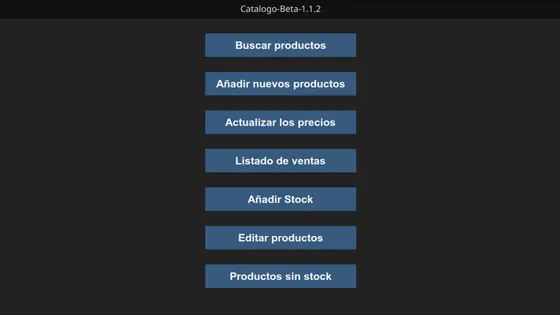 Catalogo-Beta-1.1.2
Buscar productos
Añadir nuevos productos
Actualizar los precios
Listado de ventas
Añadir Stock
Editar productos
Productos sin stock